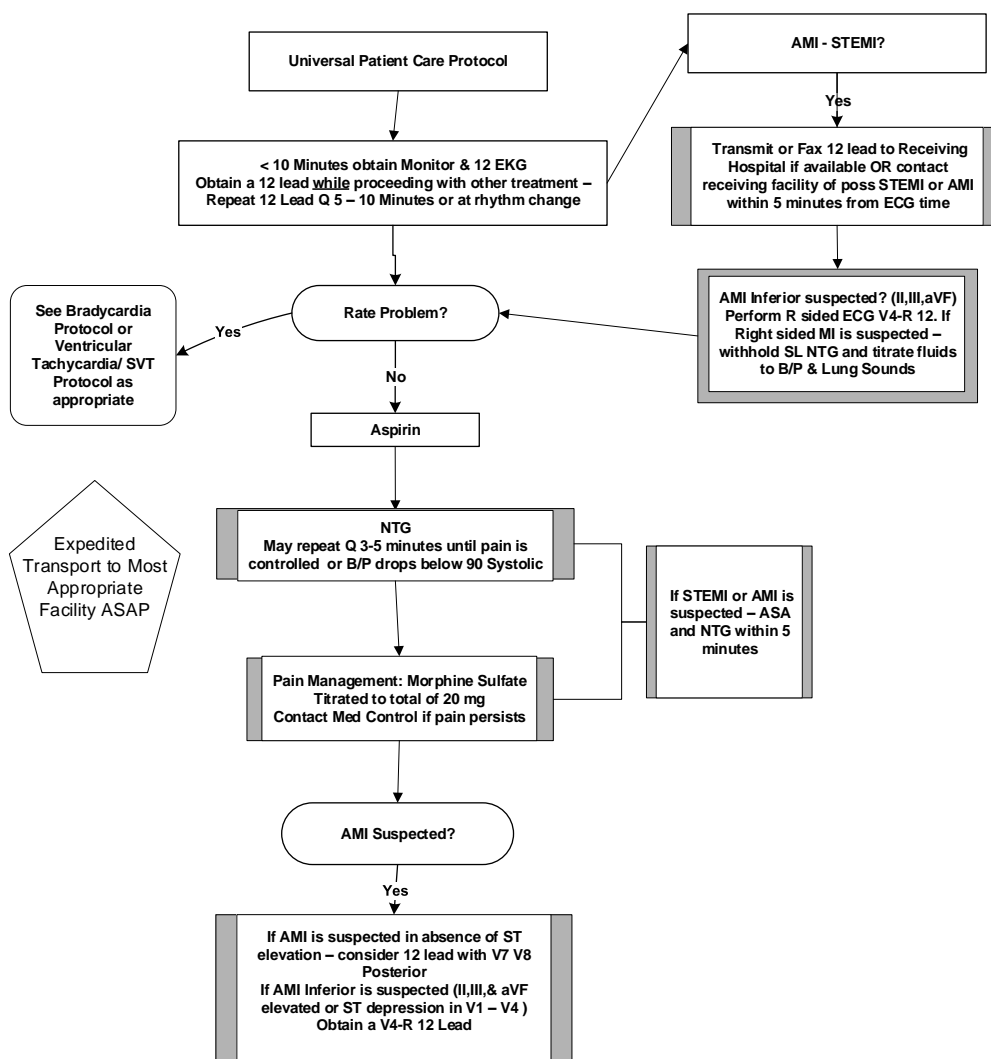 Universal Patient Care Protocol
AMI - STEMI?
Yes
< 10 Minutes obtain Monitor & 12 EKG
Obtain a 12 lead while proceeding with other treatment –
Repeat 12 Lead Q 5 – 10 Minutes or at rhythm change
Transmit or Fax 12 lead to Receiving
Hospital if available OR contact
receiving facility of poss STEMI or AMI
within 5 minutes from ECG time
AMI Inferior suspected? (II,III,aVF)
Perform R sided ECG V4-R 12. If
Right sided MI is suspected –
withhold SL NTG and titrate fluids
to B/P & Lung Sounds
Rate Problem?
Yes
See Bradycardia
Protocol or
Ventricular
Tachycardia/ SVT
Protocol as
appropriate
No
Aspirin
NTG
May repeat Q 3-5 minutes until pain is
controlled or B/P drops below 90 Systolic
Expedited
Transport to Most
Appropriate
Facility ASAP
If STEMI or AMI is
suspected – ASA
and NTG within 5
minutes
Pain Management: Morphine Sulfate
Titrated to total of 20 mg
Contact Med Control if pain persists
AMI Suspected?
Yes
If AMI is suspected in absence of ST
elevation – consider 12 lead with V7 V8
Posterior
If AMI Inferior is suspected (II,III,& aVF
elevated or ST depression in V1 – V4 )
Obtain a V4-R 12 Lead